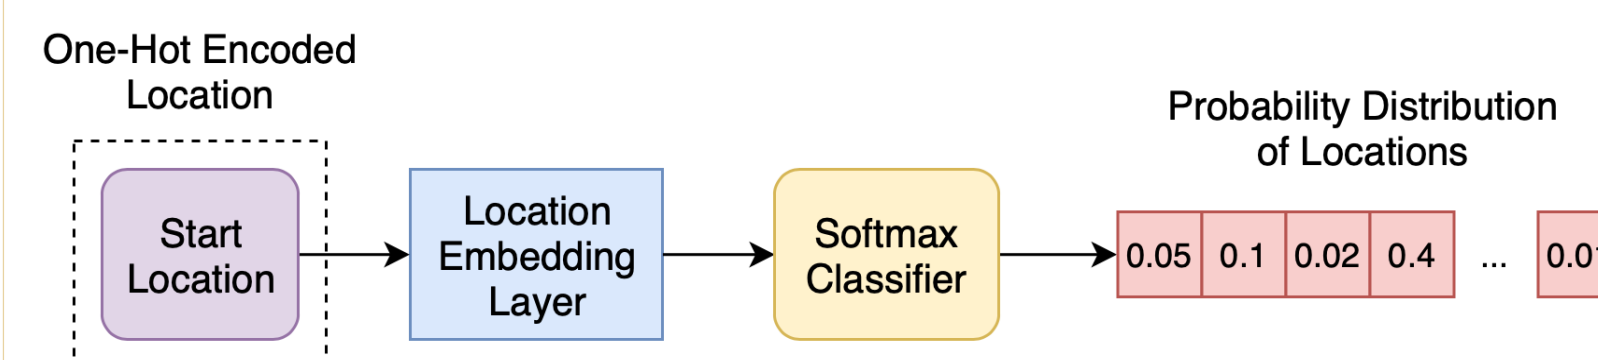 One-Hot Encoded
Location
Probability Distribution
of Locations
Start
Location
Location
Embedding
Layer
Softmax
Classifier
0.05 0.1 0.02 0.4 ...